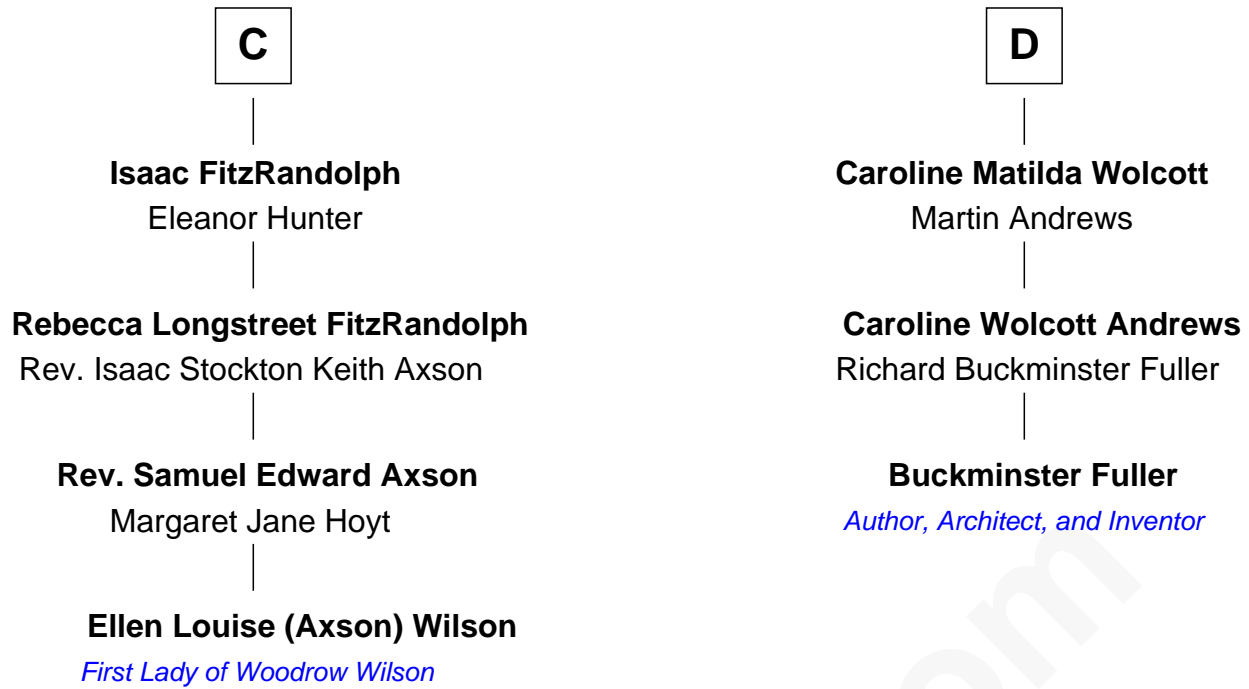 C
Isaac FitzRandolph
Eleanor Hunter
Rebecca Longstreet FitzRandolph
Rev. Isaac Stockton Keith Axson
Rev. Samuel Edward Axson
Margaret Jane Hoyt
Ellen Louise (Axson) Wilson
First Lady of Woodrow Wilson
D
Caroline Matilda Wolcott
Martin Andrews
Caroline Wolcott Andrews
Richard Buckminster Fuller
Buckminster Fuller
Author, Architect, and Inventor
om